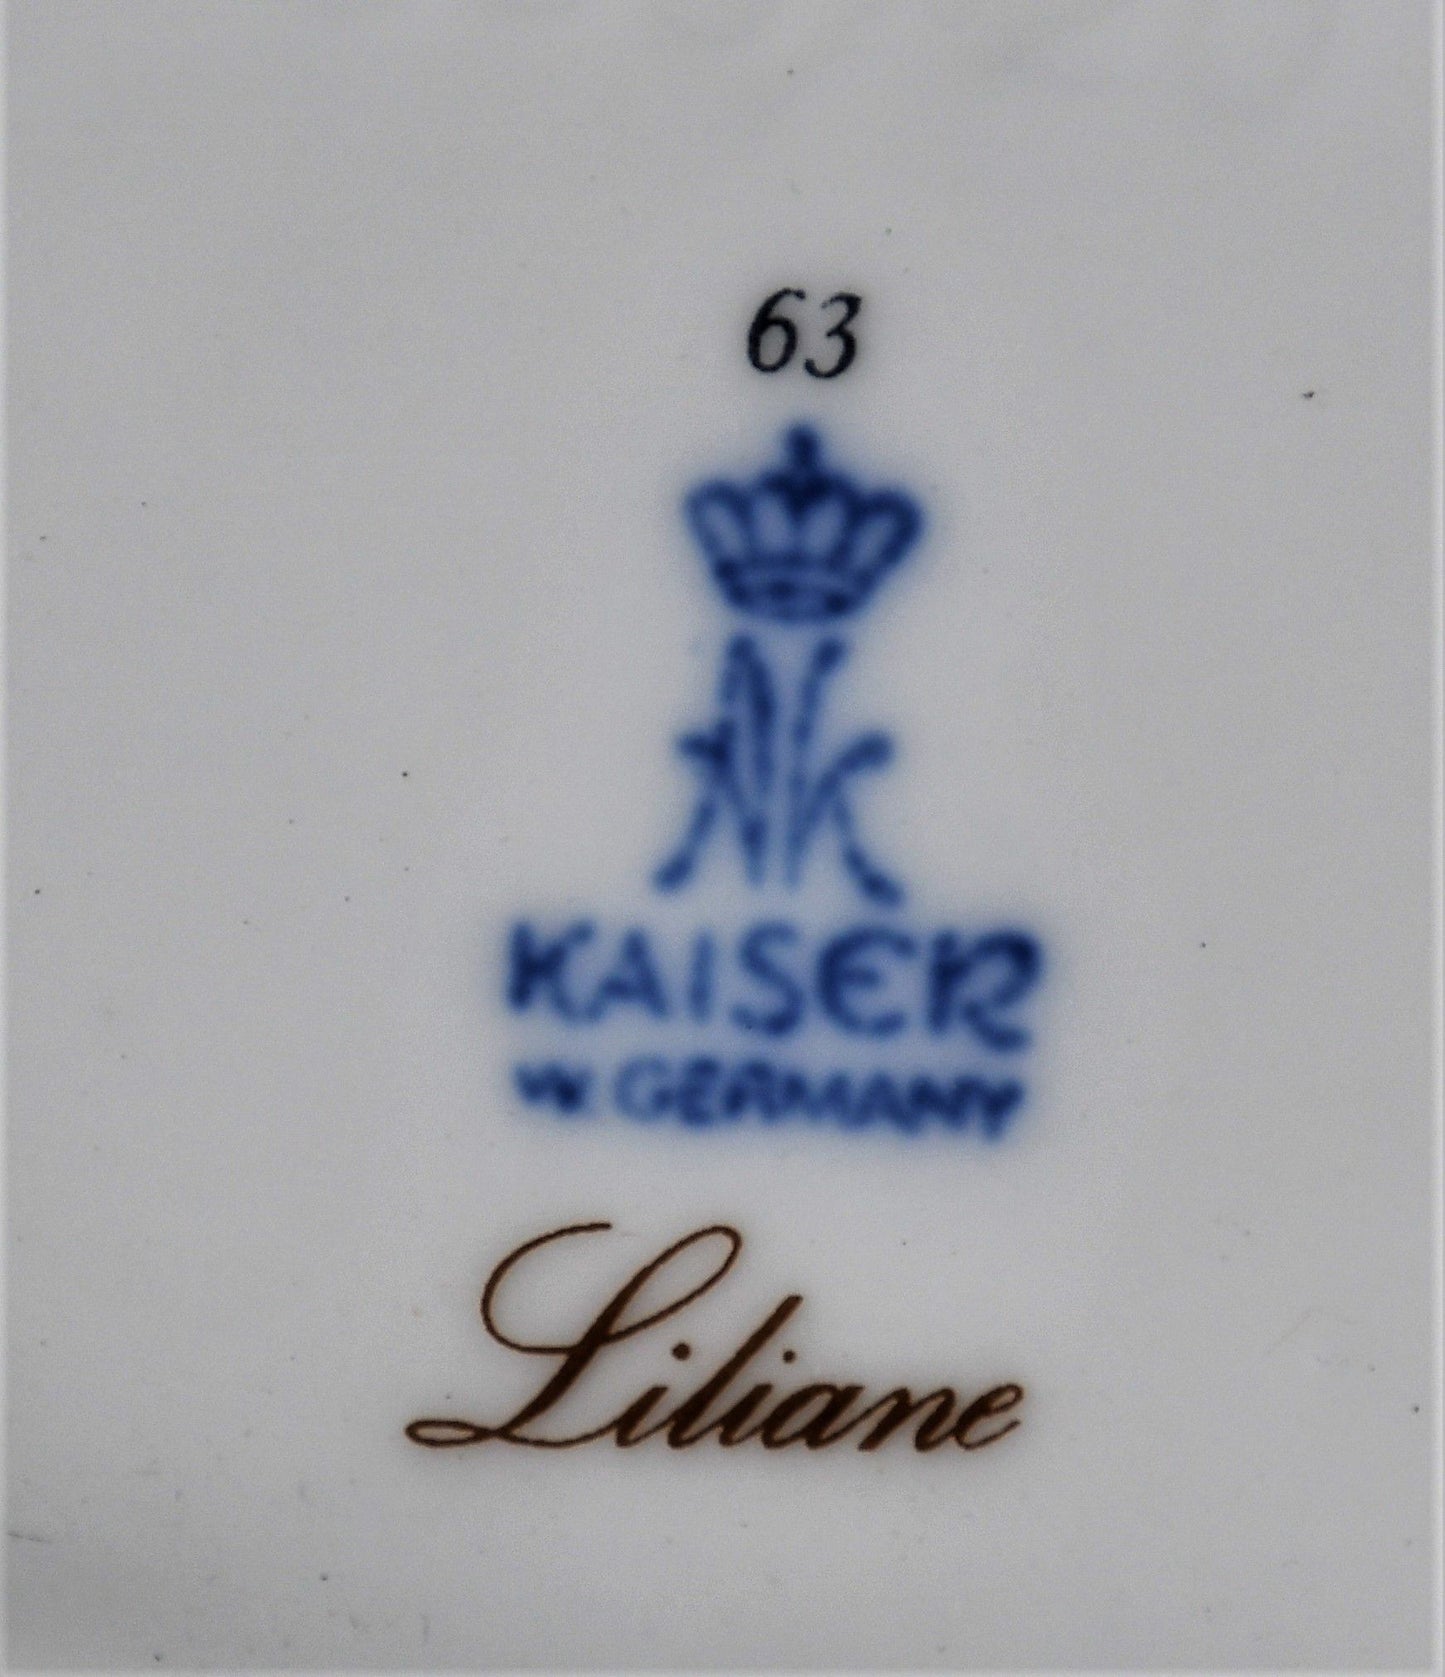 63
AK
KAISER
W. GERMANY
Liliane